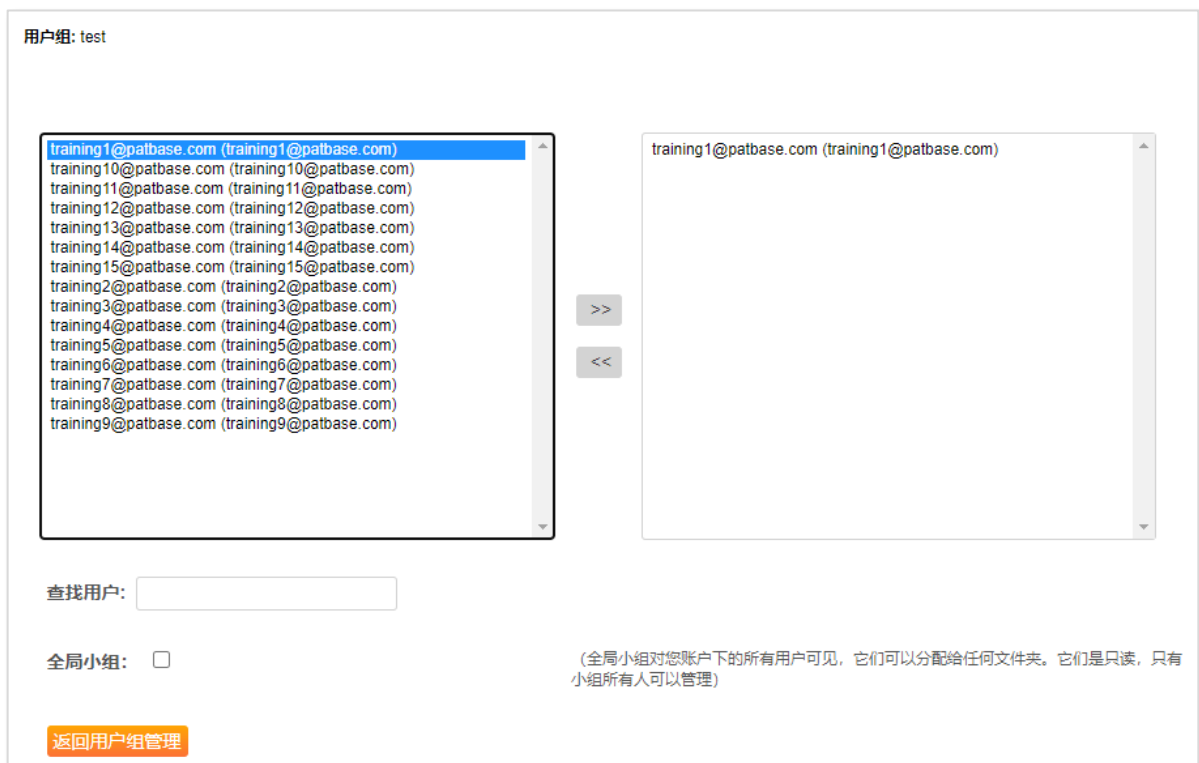 用户组: test
training1@patbase.com (training1@patbase.com)
training10@patbase.com (training10@patbase.com)
training11@patbase.com (training11@patbase.com)
training12@patbase.com (training12@patbase.com)
training13@patbase.com (training13@patbase.com)
training14@patbase.com (training14@patbase.com)
training15@patbase.com (training15@patbase.com)
training2@patbase.com (training2@patbase.com)
training3@patbase.com (training3@patbase.com)
training4@patbase.com (training4@patbase.com)
training5@patbase.com (training5@patbase.com)
training6@patbase.com (training6@patbase.com)
training7@patbase.com (training7@patbase.com)
training8@patbase.com (training8@patbase.com)
training9@patbase.com (training9@patbase.com)
>>
<<
training1@patbase.com (training1@patbase.com)
查找用户:
全局小组:
（全局小组对您账户下的所有用户可见，它们可以分配给任何文件夹。它们是只读，只有
小组所有人可以管理）
返回用户组管理